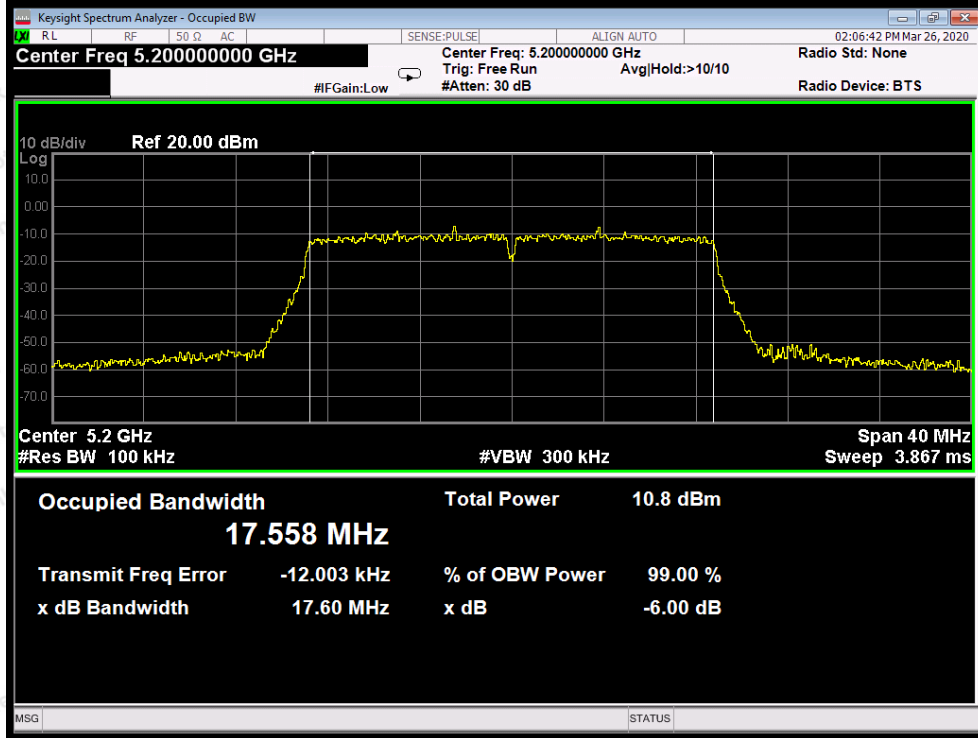 Keysight Spectrum Analyzer - Occupied BW
LXI RL RF 50 Ω AC SENSE:PULSE ALIGN AUTO 02:06:42 PM Mar 26, 2020
Center Freq 5.200000000 GHz Center Freq: 5.200000000 GHz Radio Std: None
Trig: Free Run Avg|Hold:>10/10
#IFGain:Low #Atten: 30 dB Radio Device: BTS
10 dB/div Ref 20.00 dBm
Log
10.0
0.00
-10.0
-20.0
-30.0
-40.0
-50.0
-60.0
-70.0
Center 5.2 GHz Span 40 MHz
#Res BW 100 kHz #VBW 300 kHz Sweep 3.867 ms
Occupied Bandwidth Total Power 10.8 dBm
17.558 MHz
Transmit Freq Error -12.003 kHz % of OBW Power 99.00 %
x dB Bandwidth 17.60 MHz x dB -6.00 dB
MSG STATUS